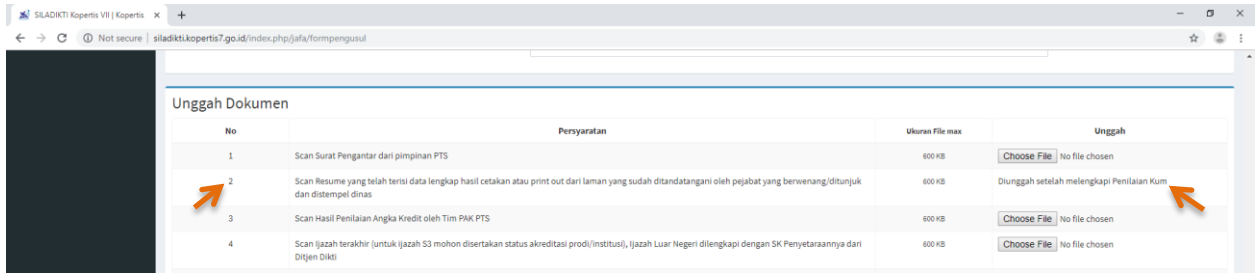 SILADIKTI Kopertis VII | Kopertis
Not secure | siladikti.kopertis7.go.id/index.php/jafa/formpengusul
Unggah Dokumen
No Persyaratan Ukuran File max Unggah
1 Scan Surat Pengantar dari pimpinan PTS 600 KB Choose File No file chosen
2 Scan Resume yang telah terisi data lengkap hasil cetakan atau print out dari laman yang sudah ditandatangani oleh pejabat yang berwenang/ditunjuk 600 KB Diunggah setelah melengkapi Penilaian Kum
dan distempel dinas
3 Scan Hasil Penilaian Angka Kredit oleh Tim PAK PTS 600 KB Choose File No file chosen
4 Scan Ijazah terakhir (untuk ijazah S3 mohon disertakan status akreditasi prodi/institusi), Ijazah Luar Negeri dilengkapi dengan SK Penyetaraannya dari 600 KB Choose File No file chosen
Ditjen Dikti